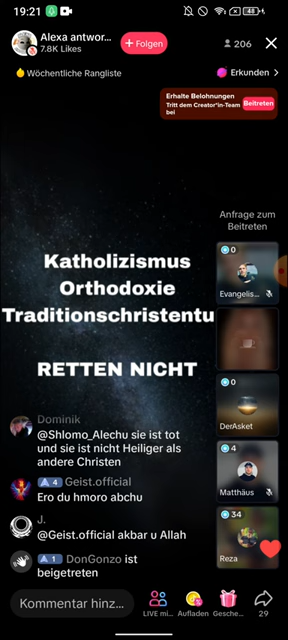 19:21
48
Alexa antwor...
7.8K Likes
+ Folgen
206
Wöchentliche Rangliste
Erkunden >
Erhalte Belohnungen
Tritt dem Creator*in-Team bei
Beitreten
Anfrage zum
Beitreten
Katholizismus
Orthodoxie
Traditionschristentu
RETTEN NICHT
0
Evangelis...
0
DerAsket
4
Matthäus
34
Reza
Dominik
@Shlomo_Alechu sie ist tot
und sie ist nicht Heiliger als
andere Christen
4 Geist.official
Ero du hmoro abchu
J.
@Geist.official akbar u Allah
1 DonGonzo ist
beigetreten
Kommentar hinz...
LIVE mi...
Aufladen
Gesche...
29